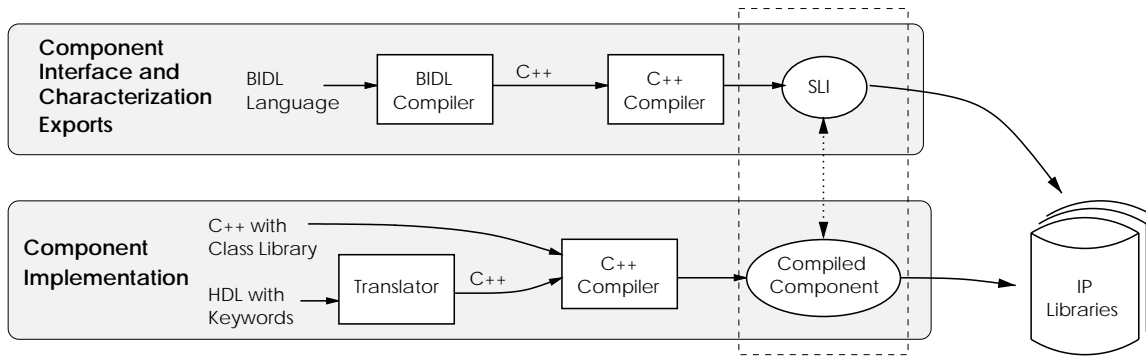 Component
Interface and
Characterization
Exports
BIDL
Language
BIDL
Compiler
C++
C++
Compiler
SLI
Component
Implementation
C++ with
Class Library
HDL with
Keywords
Translator
C++
C++
Compiler
Compiled
Component
IP
Libraries